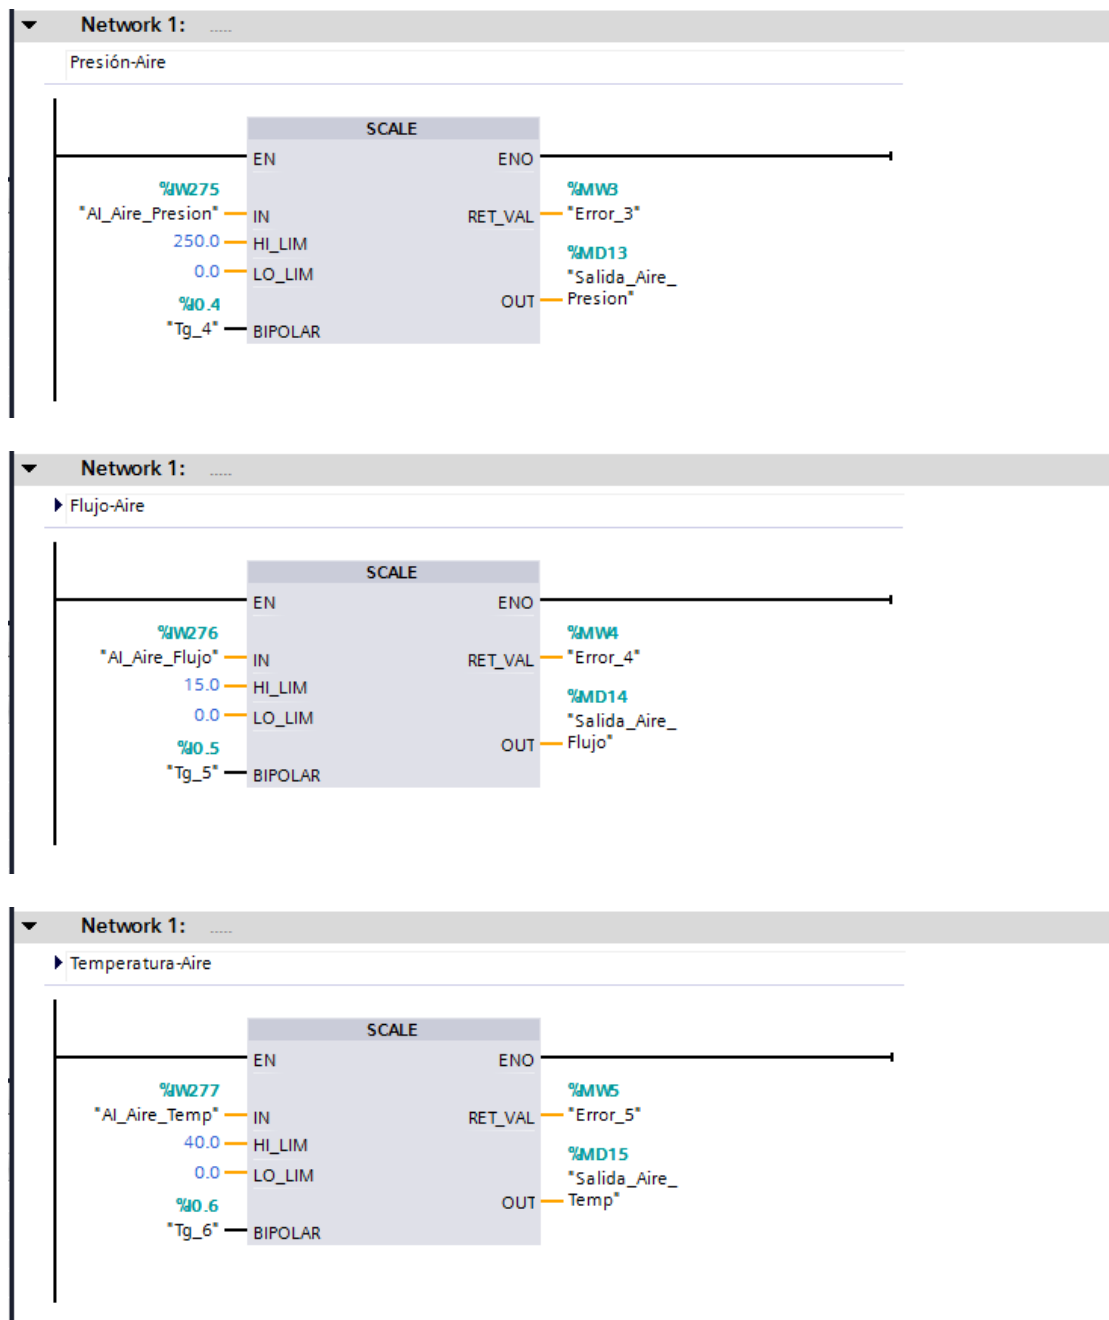 Network 1: .....
Presión-Aire
SCALE
EN ENO
%IW275 %MW3
"AI_Aire_Presion" IN RET_VAL "Error_3"
250.0 HI_LIM
%MD13
0.0 LO_LIM "Salida_Aire_
%I0.4 OUT Presion"
"Tg_4" BIPOLAR
Network 1: .....
Flujo-Aire
SCALE
EN ENO
%IW276 %MW4
"AI_Aire_Flujo" IN RET_VAL "Error_4"
15.0 HI_LIM
%MD14
0.0 LO_LIM "Salida_Aire_
%I0.5 OUT Flujo"
"Tg_5" BIPOLAR
Network 1: .....
Temperatura-Aire
SCALE
EN ENO
%IW277 %MW5
"AI_Aire_Temp" IN RET_VAL "Error_5"
40.0 HI_LIM
%MD15
0.0 LO_LIM "Salida_Aire_
%I0.6 OUT Temp"
"Tg_6" BIPOLAR